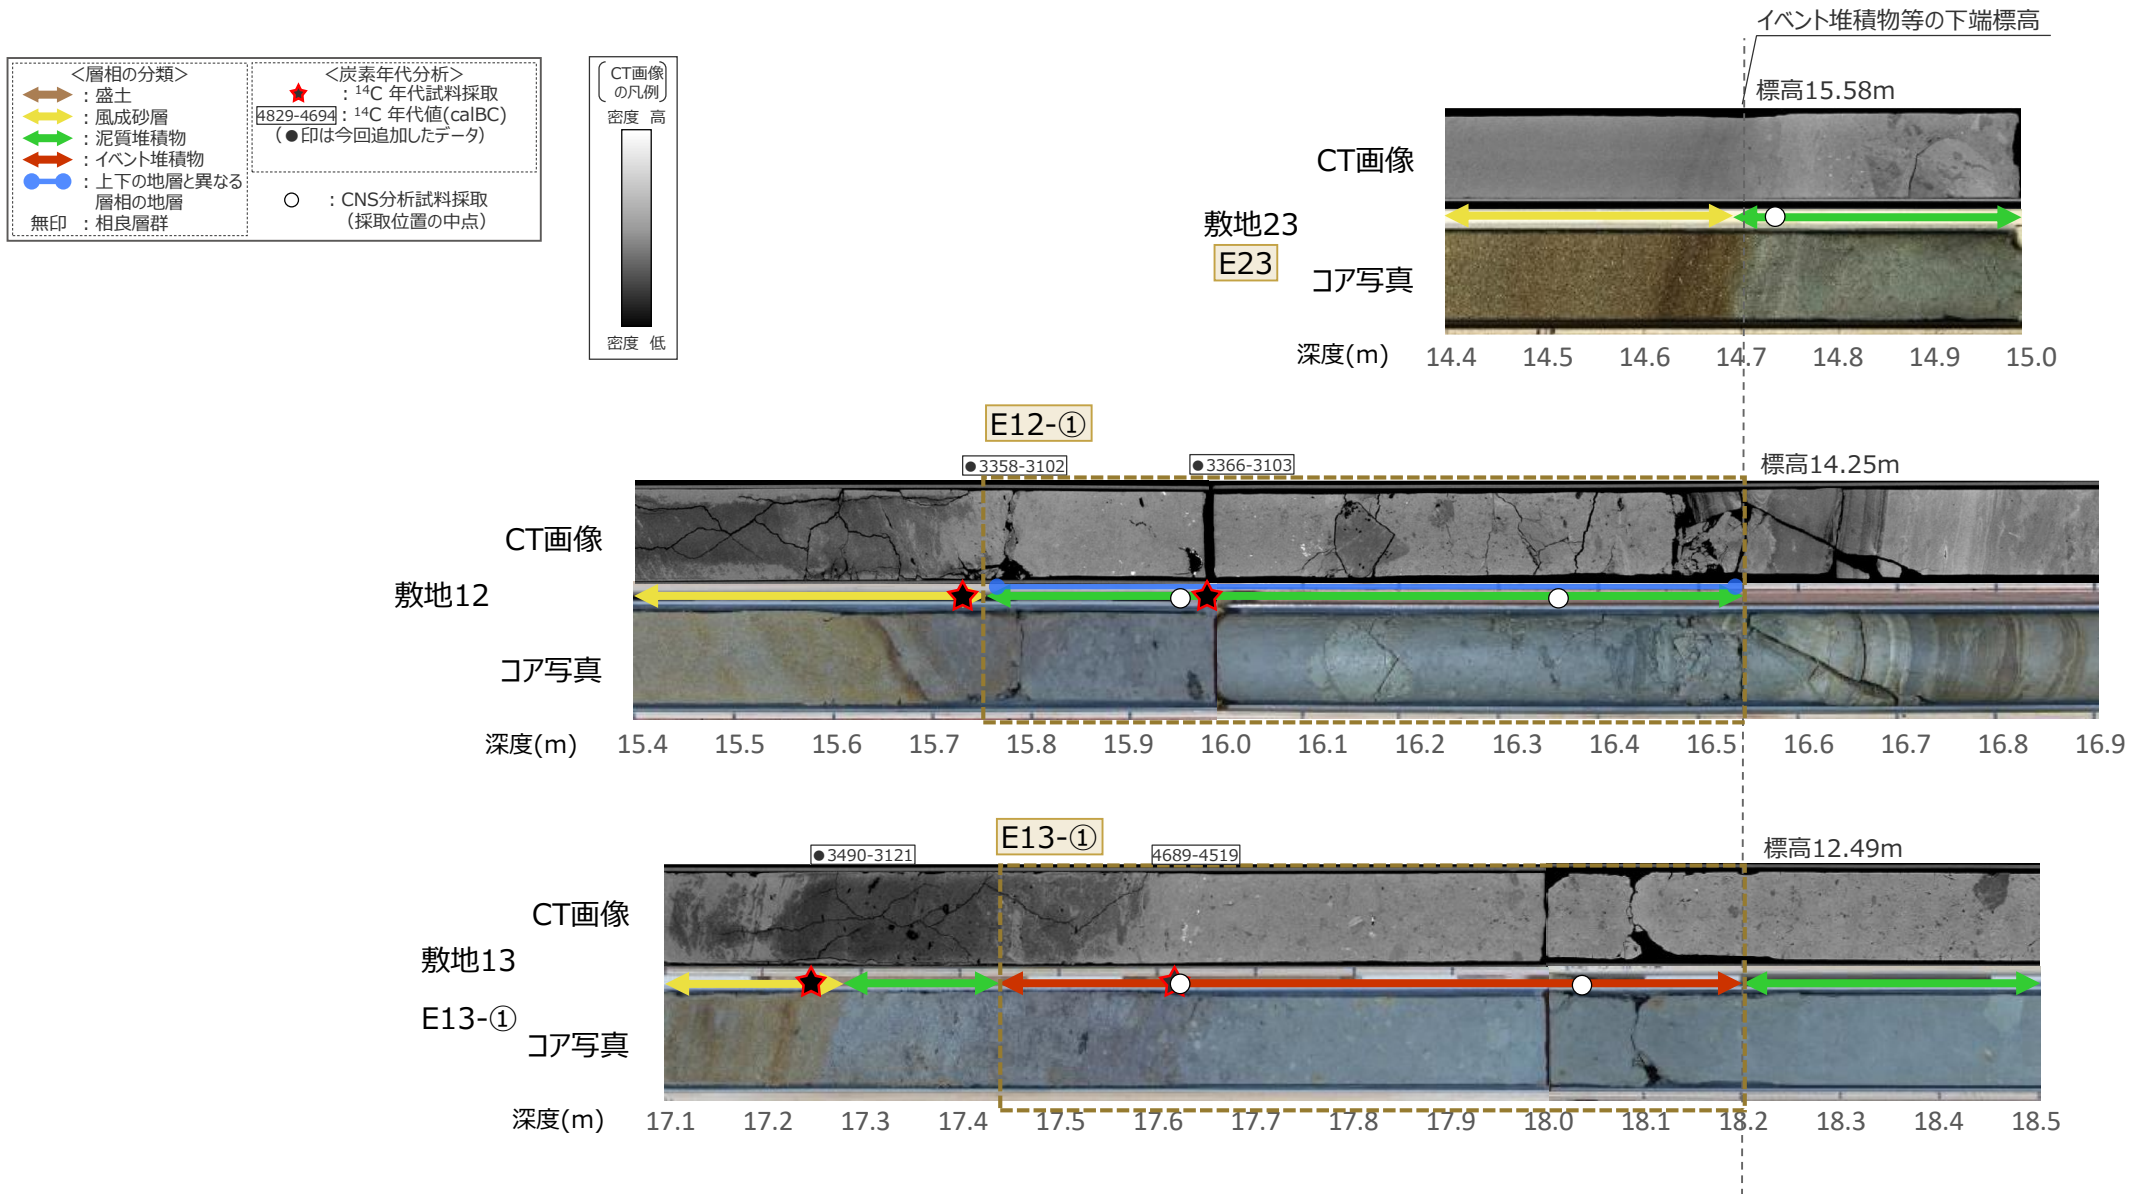 イベント堆積物等の下端標高
<層相の分類>
: 盛土
: 風成砂層
: 泥質堆積物
: イベント堆積物
: 上下の地層と異なる
層相の地層
無印 : 相良層群
<炭素年代分析>
: ¹⁴C 年代試料採取
4829-4694 : ¹⁴C 年代値(calBC)
(●印は今回追加したデータ)
○ : CNS分析試料採取
(採取位置の中点)
CT画像
の凡例
密度 高
密度 低
標高15.58m
CT画像
敷地23
E23
コア写真
深度(m) 14.4 14.5 14.6 14.7 14.8 14.9 15.0
E12-①
●3358-3102 ●3366-3103 標高14.25m
CT画像
敷地12
コア写真
深度(m) 15.4 15.5 15.6 15.7 15.8 15.9 16.0 16.1 16.2 16.3 16.4 16.5 16.6 16.7 16.8 16.9
E13-①
●3490-3121 4689-4519 標高12.49m
CT画像
敷地13
E13-①
コア写真
深度(m) 17.1 17.2 17.3 17.4 17.5 17.6 17.7 17.8 17.9 18.0 18.1 18.2 18.3 18.4 18.5